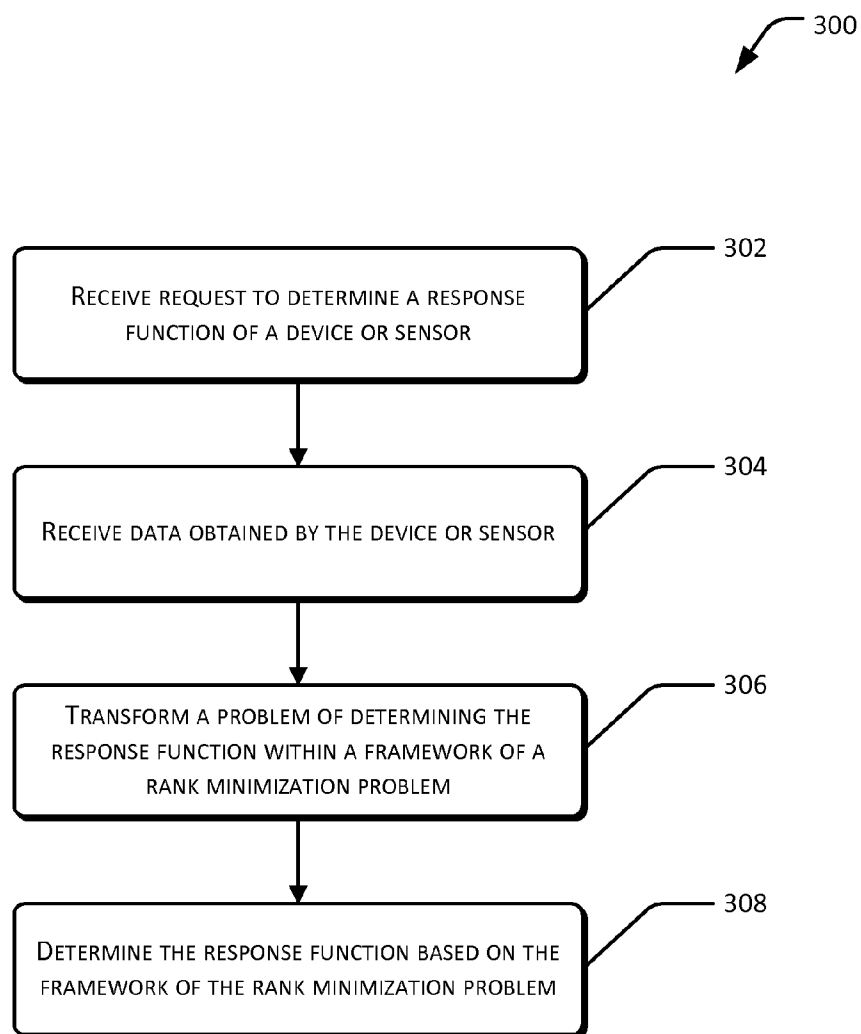 300
302
RECEIVE REQUEST TO DETERMINE A RESPONSE
FUNCTION OF A DEVICE OR SENSOR
304
RECEIVE DATA OBTAINED BY THE DEVICE OR SENSOR
306
TRANSFORM A PROBLEM OF DETERMINING THE
RESPONSE FUNCTION WITHIN A FRAMEWORK OF A
RANK MINIMIZATION PROBLEM
308
DETERMINE THE RESPONSE FUNCTION BASED ON THE
FRAMEWORK OF THE RANK MINIMIZATION PROBLEM